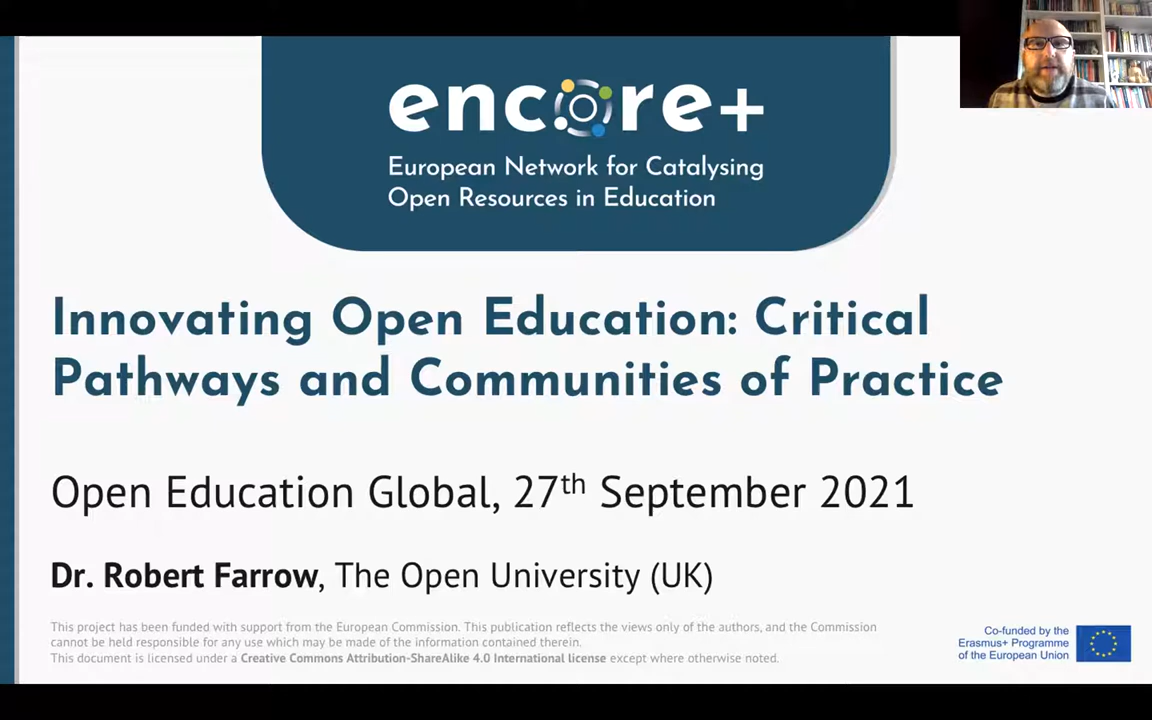 encore+
European Network for Catalysing
Open Resources in Education
Innovating Open Education: Critical
Pathways and Communities of Practice
Open Education Global, 27th September 2021
Dr. Robert Farrow, The Open University (UK)
This project has been funded with support from the European Commission. This publication reflects the views only of the authors, and the Commission
cannot be held responsible for any use which may be made of the information contained therein.
This document is licensed under a Creative Commons Attribution-ShareAlike 4.0 International license except where otherwise noted.
Co-funded by the
Erasmus+ Programme
of the European Union